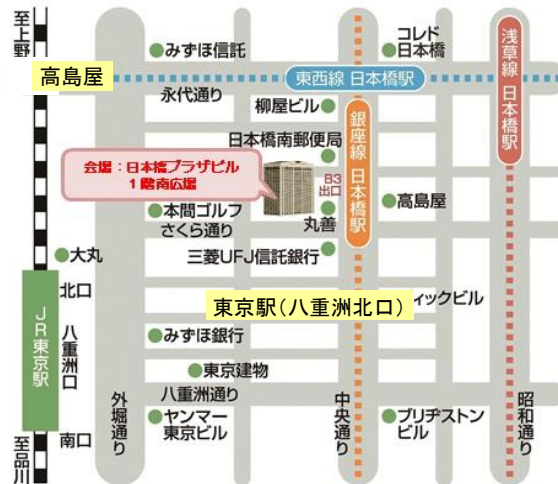 至上野
みずほ信託
コレド
日本橋
高島屋
東西線 日本橋駅
浅草線 日本橋駅
永代通り
柳屋ビル
銀座線 日本橋駅
日本橋南郵便局
会場：日本橋プラザビル
１階南広場
B3
出口
高島屋
本間ゴルフ
さくら通り
丸善
大丸
三菱UFJ信託銀行
北口
東京駅(八重洲北口)
ィックビル
JR東京駅
八重洲口
みずほ銀行
東京建物
八重洲通り
外堀通り
中央通り
昭和通り
ヤンマー
東京ビル
ブリヂストン
ビル
南口
至品川